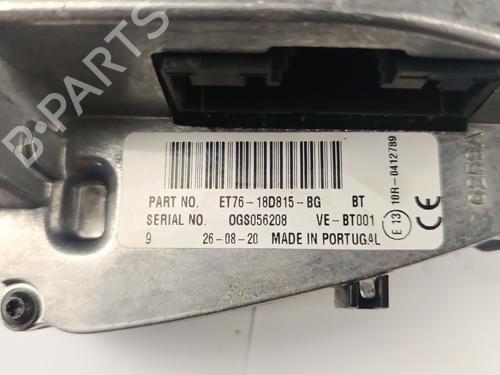 B-PARTS
PART NO. ET76-18D815-BG BT
SERIAL NO. OGS056208 VE-BT001
9 26-08-20 MADE IN PORTUGAL
E 13 10R-0412789